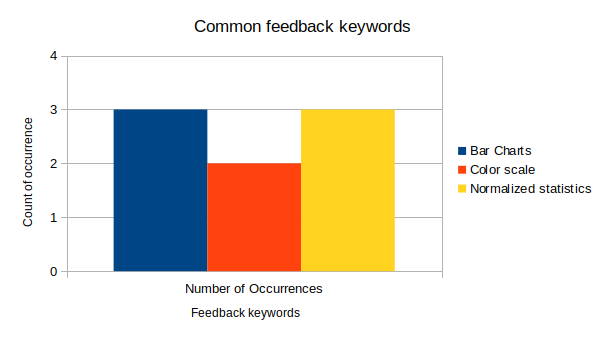 Common feedback keywords
4
3
2
1
0
Count of occurrence
Number of Occurrences
Feedback keywords
Bar Charts
Color scale
Normalized statistics